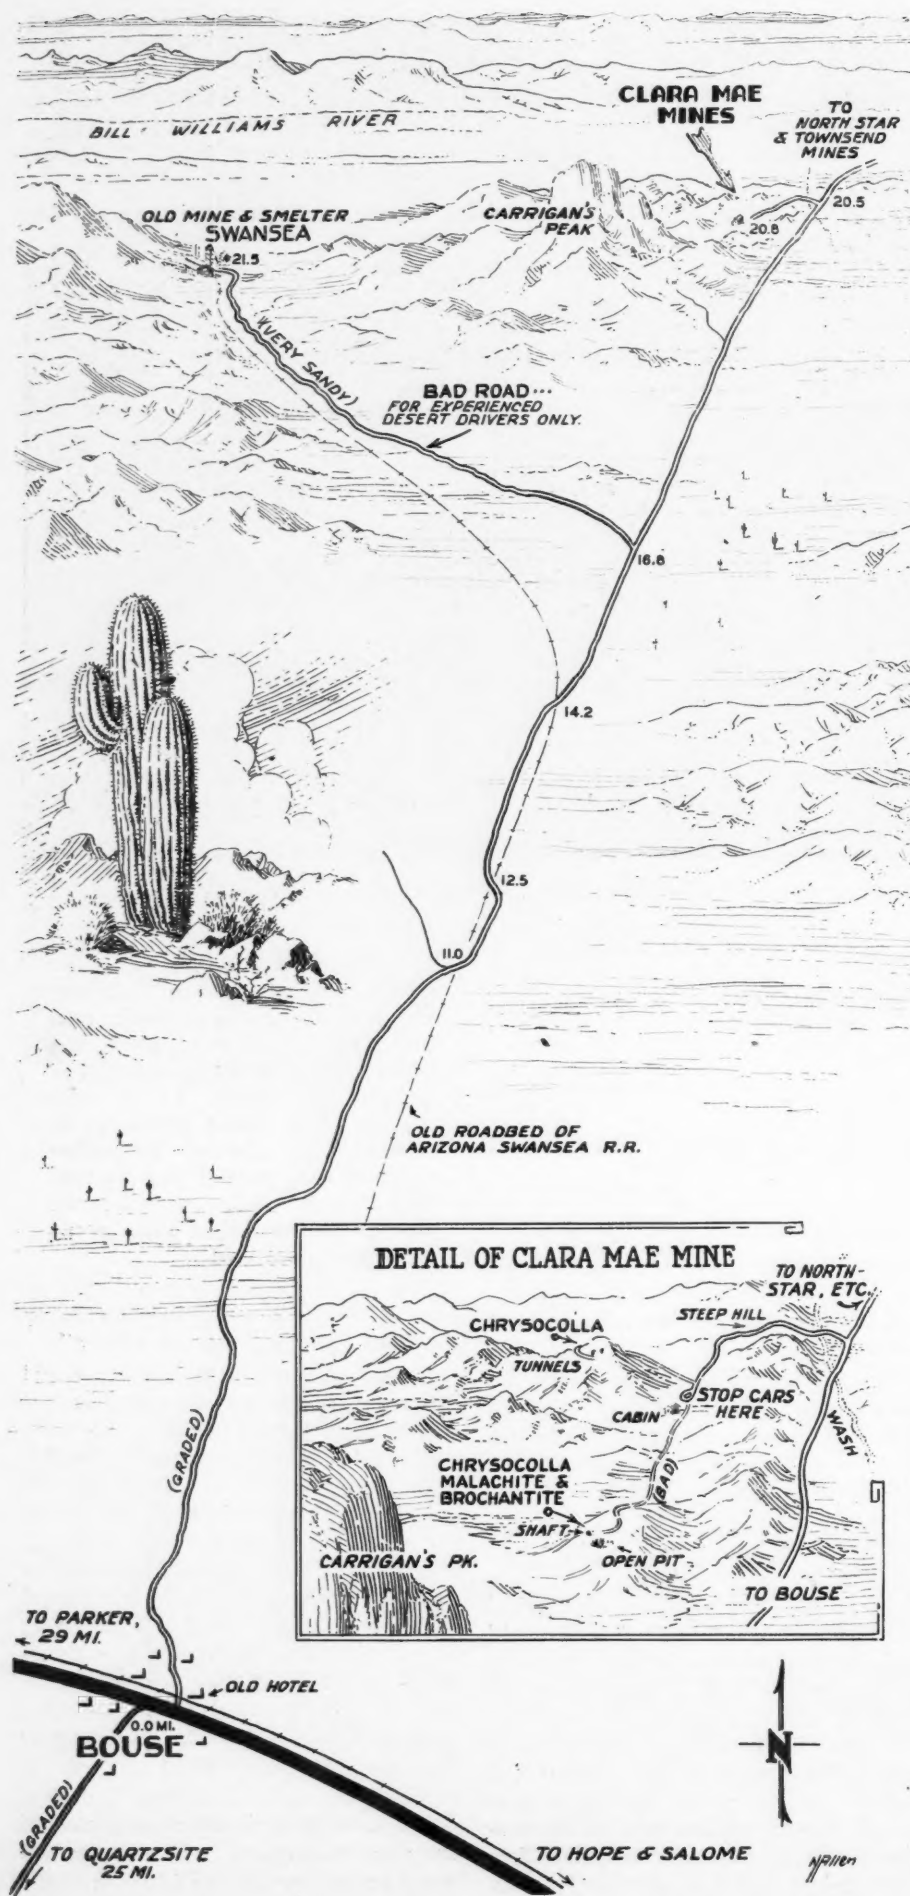 CLARA MAE
MINES
TO
NORTH STAR
& TOWNSEND
MINES
BILL WILLIAMS RIVER
OLD MINE & SMELTER
SWANSEA
21.5
CARRIGAN'S
PEAK
20.8
20.5
(VERY SANDY)
BAD ROAD...
FOR EXPERIENCED
DESERT DRIVERS ONLY.
16.8
14.2
12.5
11.0
OLD ROADBED OF
ARIZONA SWANSEA R.R.
DETAIL OF CLARA MAE MINE
TO NORTH-
STAR, ETC.
STEEP HILL
CHRYSOCOLLA
TUNNELS
STOP CARS
HERE
CABIN
WASH
CHRYSOCOLLA
MALACHITE &
BROCHANTITE
(BAD)
SHAFT
OPEN PIT
CARRIGAN'S PK.
TO BOUSE
(GRADED)
TO PARKER,
29 MI.
OLD HOTEL
0.0 MI.
BOUSE
N
(GRADED)
TO QUARTZSITE
25 MI.
TO HOPE & SALOME